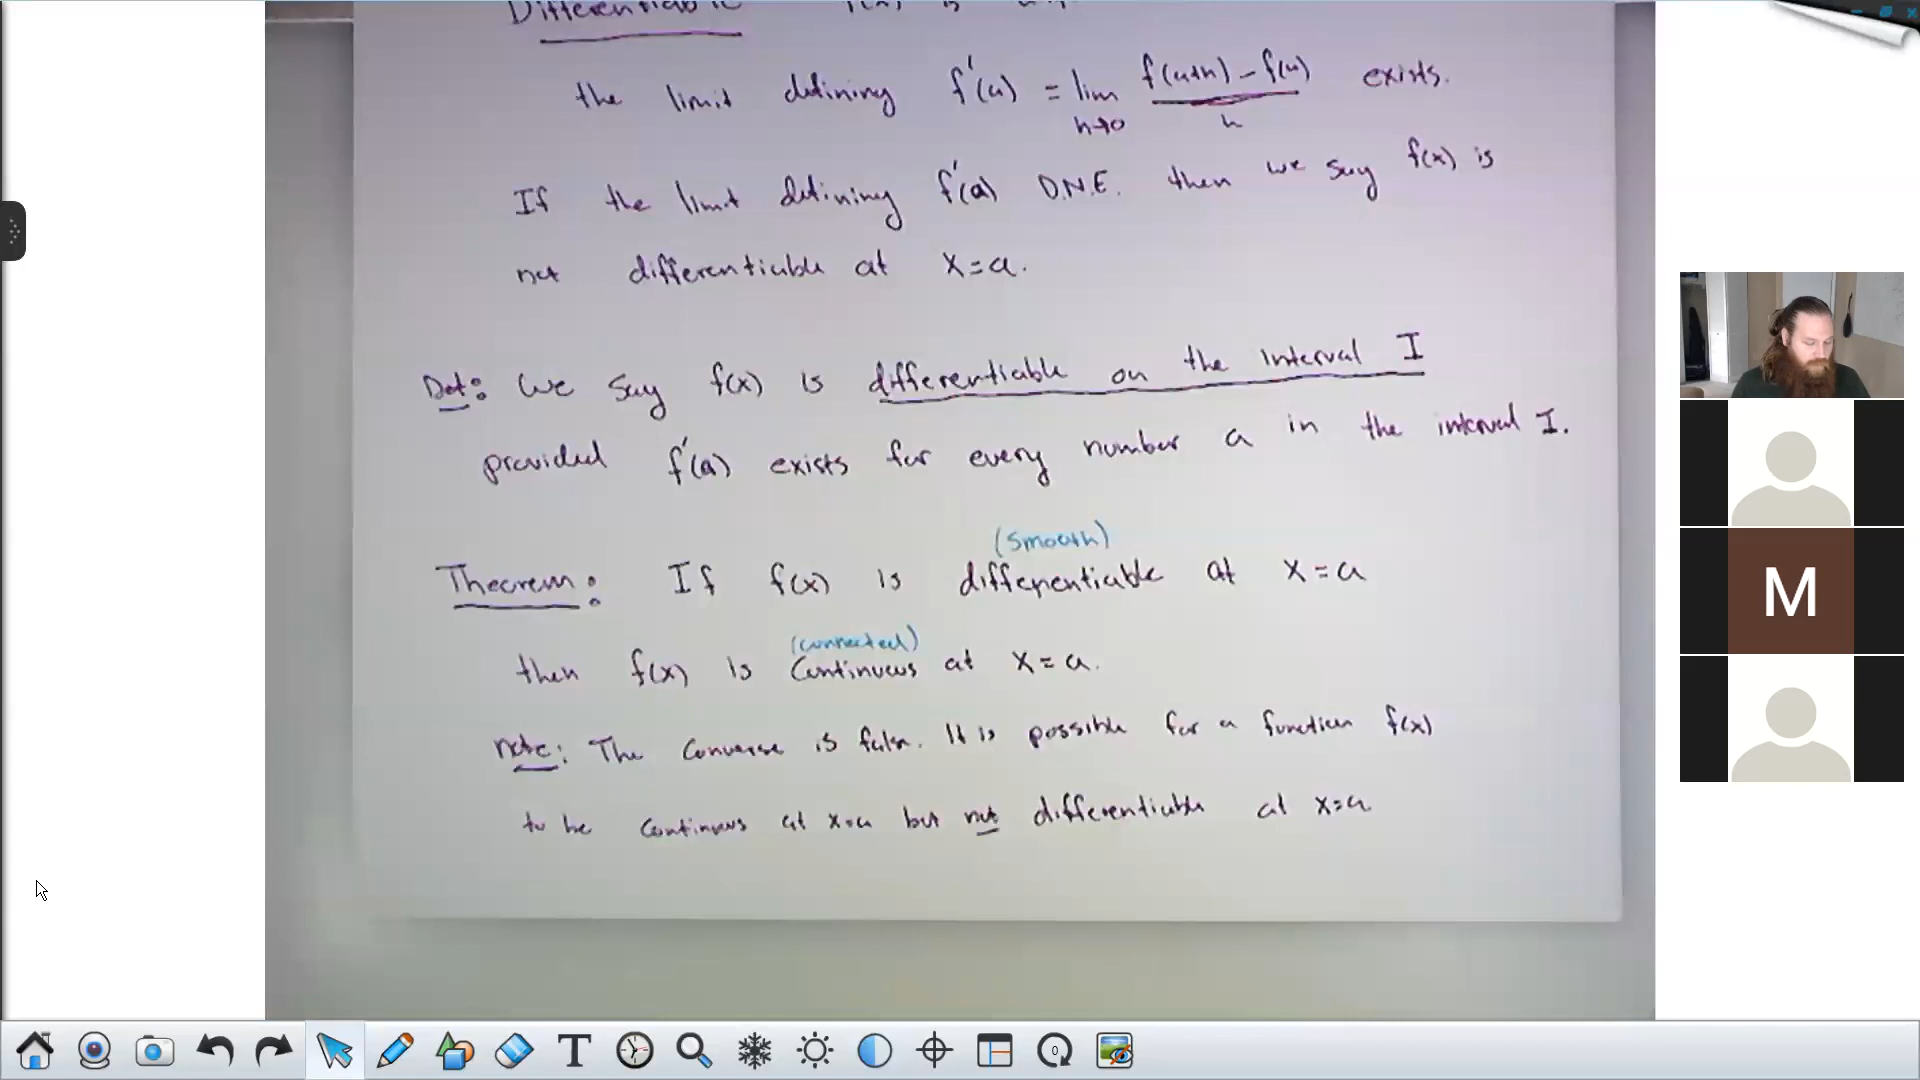 Differentiable f(x) is
the limit defining f'(a) = lim h→0 f(a+h) - f(a) / h exists.
If the limit defining f'(a) D.N.E. then we say f(x) is
not differentiable at x=a.
Def: We say f(x) is differentiable on the interval I
provided f'(a) exists for every number a in the interval I.
(smooth)
Theorem: If f(x) is differentiable at x=a
(connected)
then f(x) is Continuous at x=a.
note: The Converse is false. It is possible for a function f(x)
to be continuous at x=a but not differentiable at x=a
M
T
0